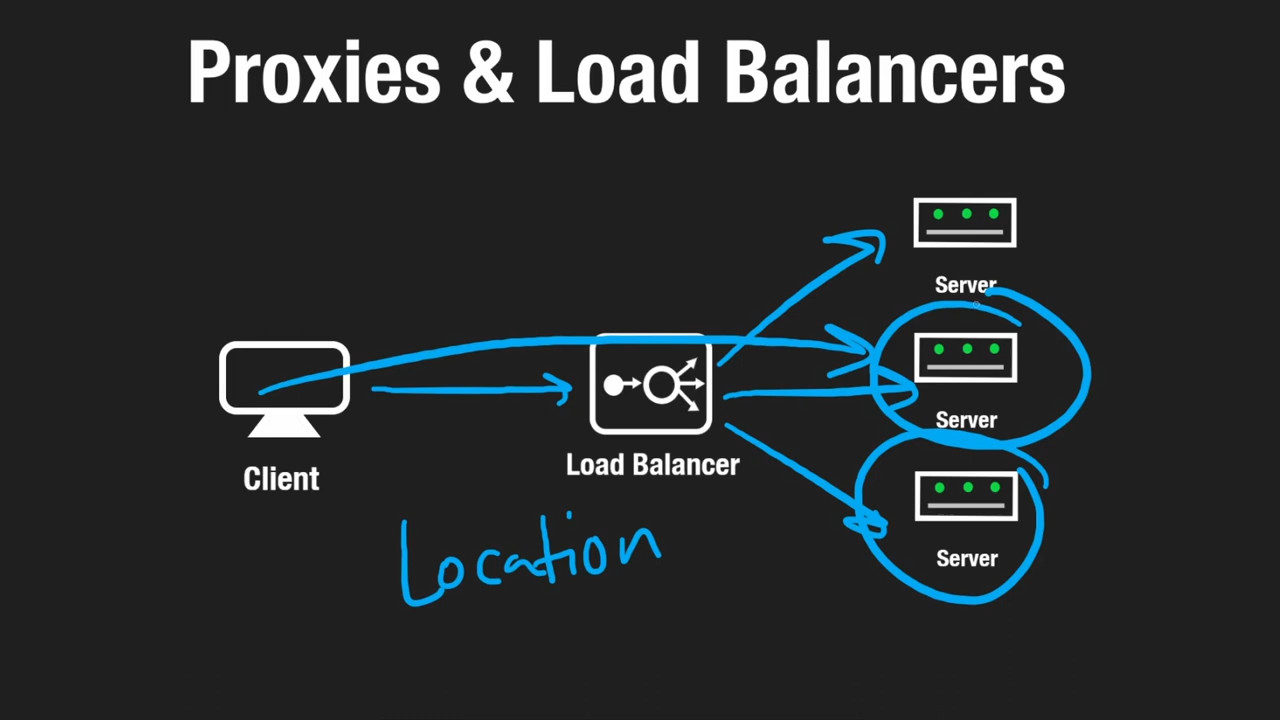 Proxies & Load Balancers
Server
Server
Client
Load Balancer
Location
Server